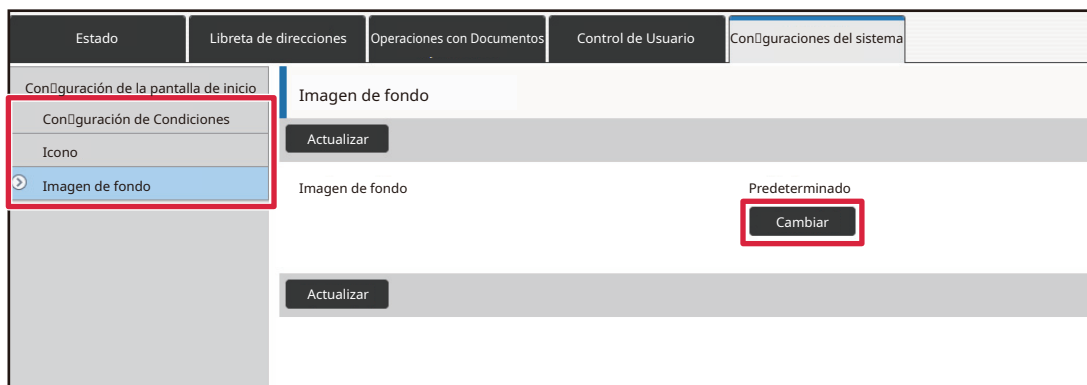 Estado
Libreta de direcciones
Operaciones con Documentos
Control de Usuario
Con▯guraciones del sistema
Con▯guración de la pantalla de inicio
Con▯guración de Condiciones
Icono
Imagen de fondo
Imagen de fondo
Actualizar
Imagen de fondo
Predeterminado
Cambiar
Actualizar